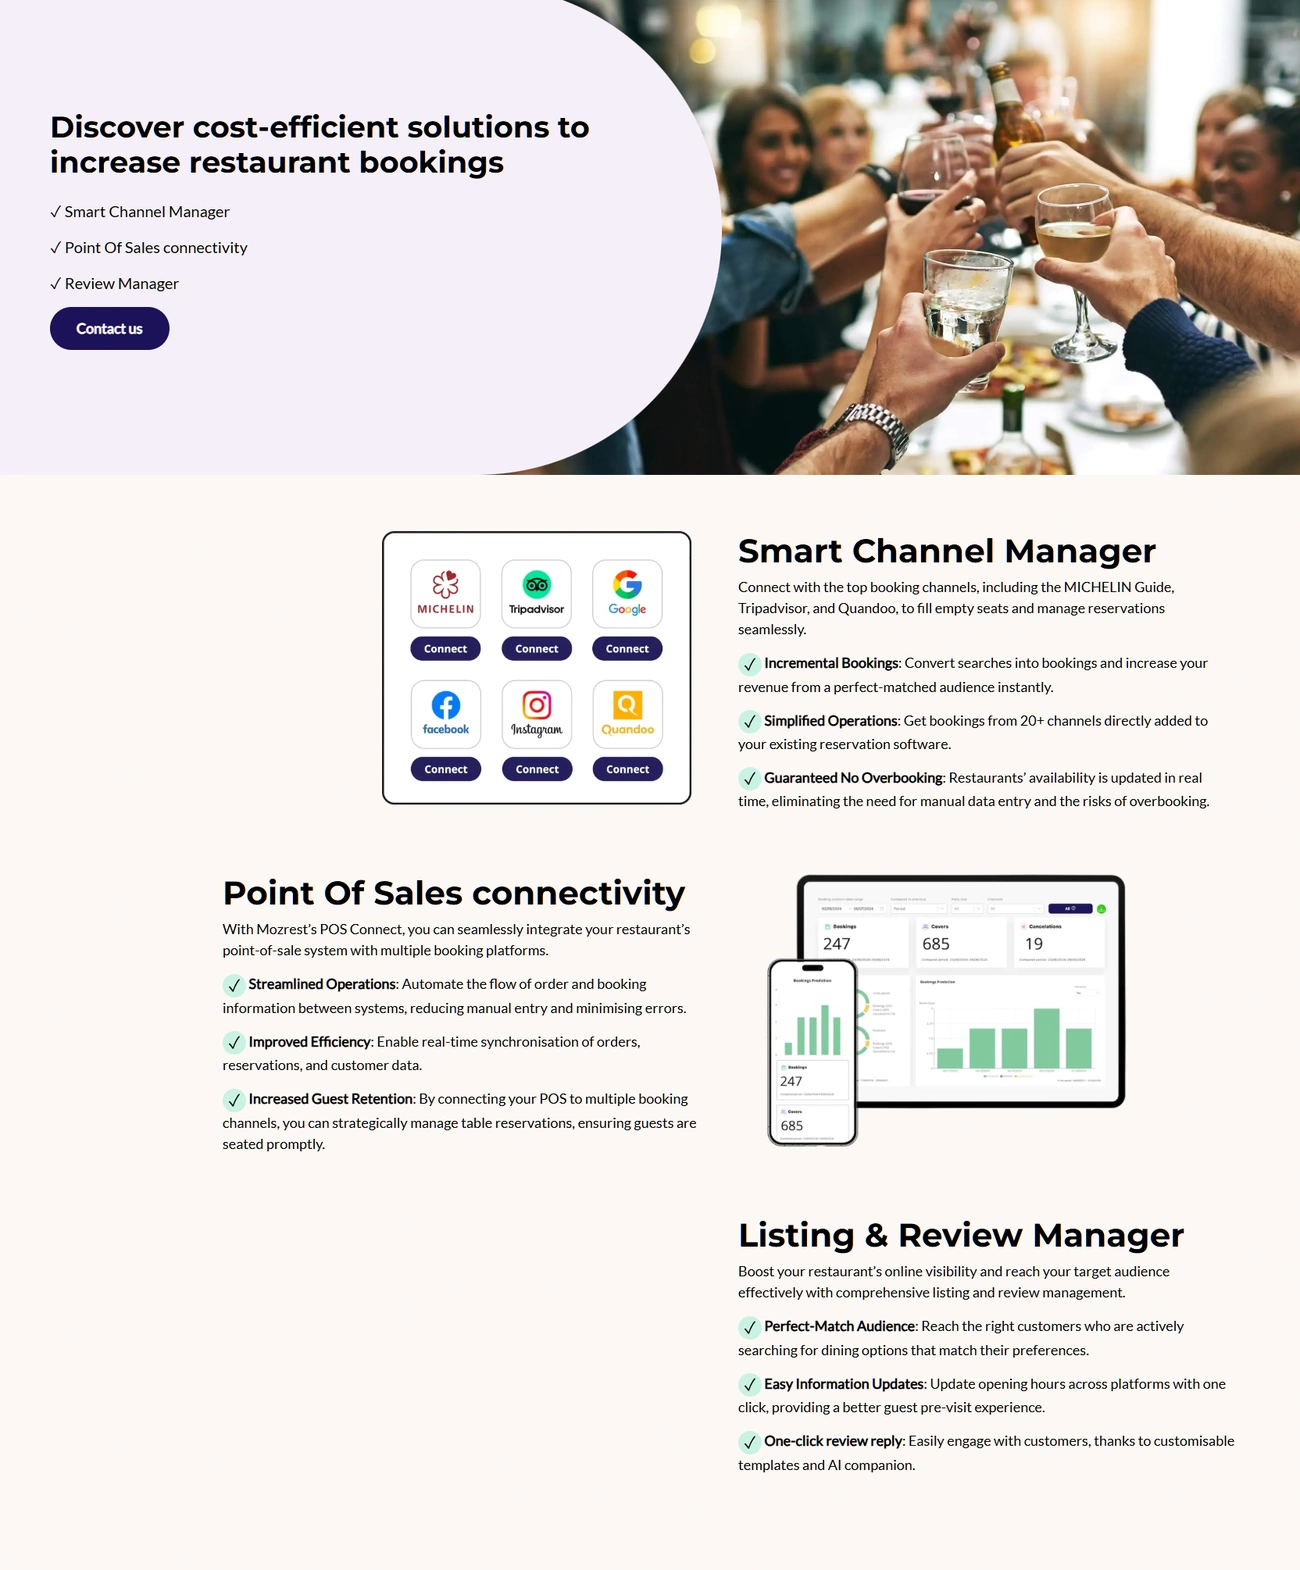 Discover cost-efficient solutions to
increase restaurant bookings
✓ Smart Channel Manager
✓ Point Of Sales connectivity
✓ Review Manager
Contact us
MICHELIN
Tripadvisor
Google
Connect
Connect
Connect
facebook
Instagram
Quandoo
Connect
Connect
Connect
Smart Channel Manager
Connect with the top booking channels, including the MICHELIN Guide,
Tripadvisor, and Quandoo, to fill empty seats and manage reservations
seamlessly.
✓ Incremental Bookings: Convert searches into bookings and increase your
revenue from a perfect-matched audience instantly.
✓ Simplified Operations: Get bookings from 20+ channels directly added to
your existing reservation software.
✓ Guaranteed No Overbooking: Restaurants’ availability is updated in real
time, eliminating the need for manual data entry and the risks of overbooking.
Point Of Sales connectivity
With Mozrest’s POS Connect, you can seamlessly integrate your restaurant’s
point-of-sale system with multiple booking platforms.
✓ Streamlined Operations: Automate the flow of order and booking
information between systems, reducing manual entry and minimising errors.
✓ Improved Efficiency: Enable real-time synchronisation of orders,
reservations, and customer data.
✓ Increased Guest Retention: By connecting your POS to multiple booking
channels, you can strategically manage table reservations, ensuring guests are
seated promptly.
All
Bookings
247
Covers
685
Cancelations
19
Bookings Prediction
Bookings Prediction
Bookings
247
Covers
685
Listing & Review Manager
Boost your restaurant’s online visibility and reach your target audience
effectively with comprehensive listing and review management.
✓ Perfect-Match Audience: Reach the right customers who are actively
searching for dining options that match their preferences.
✓ Easy Information Updates: Update opening hours across platforms with one
click, providing a better guest pre-visit experience.
✓ One-click review reply: Easily engage with customers, thanks to customisable
templates and AI companion.